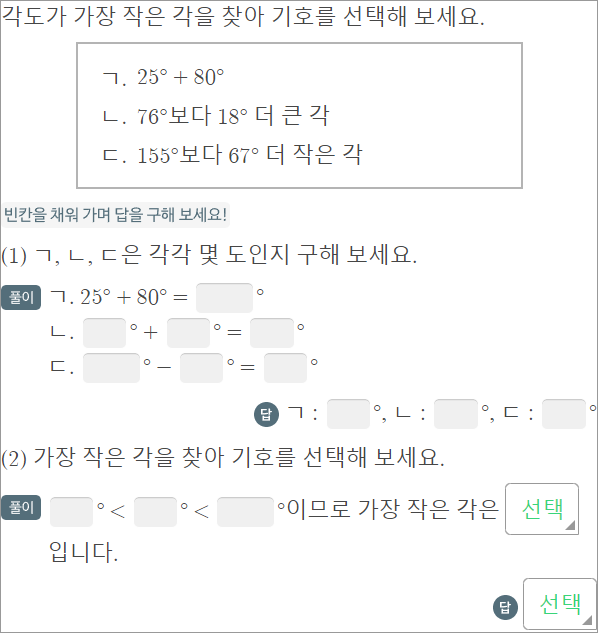 각도가 가장 작은 각을 찾아 기호를 선택해 보세요.
ㄱ. 25° + 80°
ㄴ. 76°보다 18° 더 큰 각
ㄷ. 155°보다 67° 더 작은 각
빈칸을 채워 가며 답을 구해 보세요!
(1) ㄱ, ㄴ, ㄷ은 각각 몇 도인지 구해 보세요.
풀이 ㄱ. 25° + 80° = °
ㄴ. ° + ° = °
ㄷ. ° − ° = °
답 ㄱ : °, ㄴ : °, ㄷ : °
(2) 가장 작은 각을 찾아 기호를 선택해 보세요.
풀이 ° < ° < °이므로 가장 작은 각은 선택
입니다.
답 선택